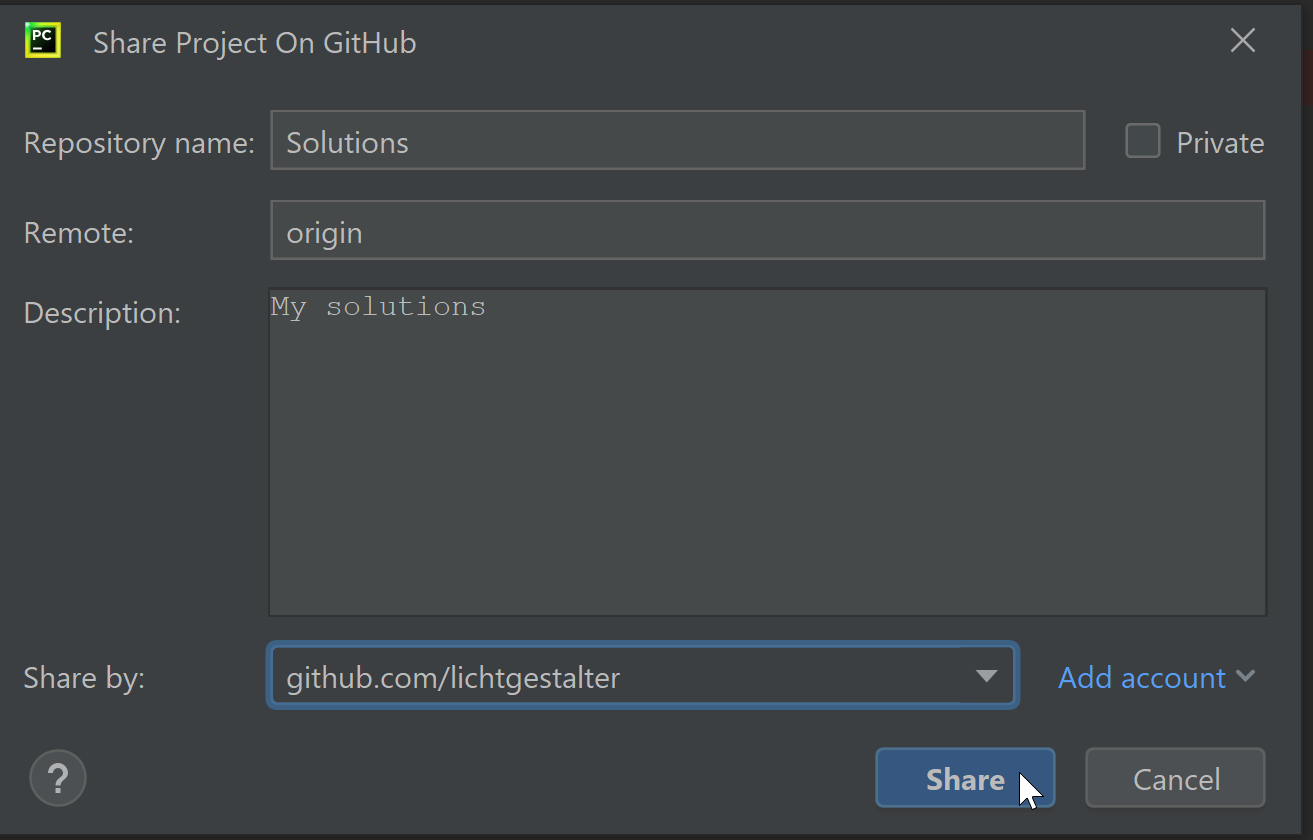 PC
Share Project On GitHub
Repository name: Solutions Private
Remote: origin
Description: My solutions
Share by: github.com/lichtgestalter Add account
? Share Cancel